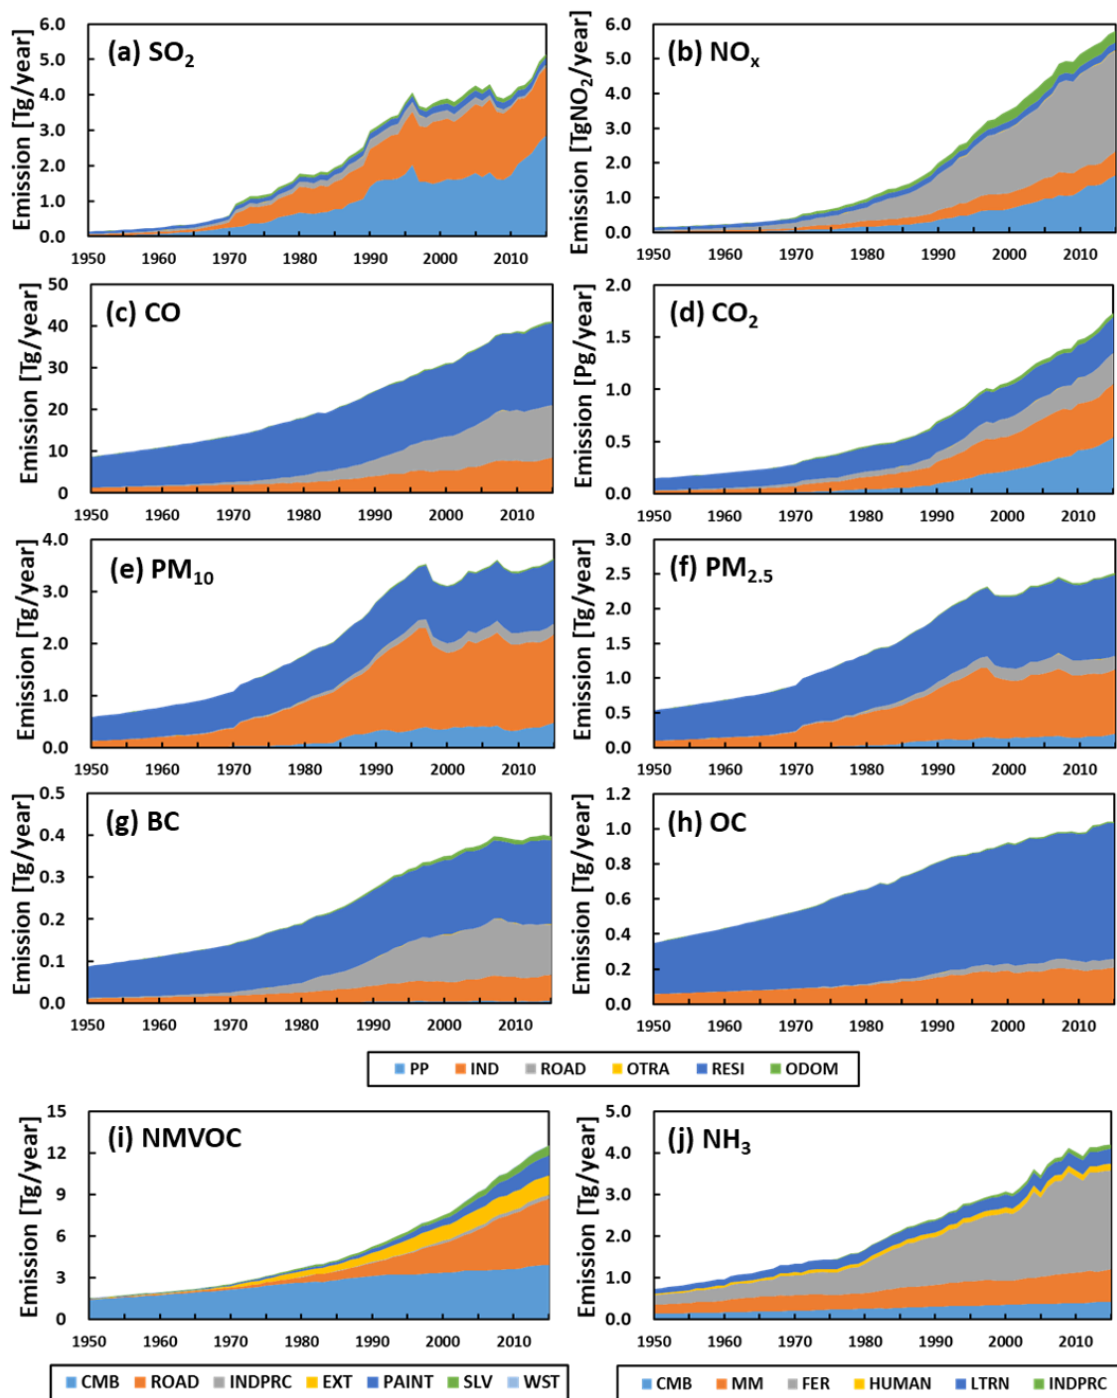 (a) SO2
Emission [Tg/year]
6.0
5.0
4.0
3.0
2.0
1.0
0.0
1950 1960 1970 1980 1990 2000 2010
(b) NOx
Emission [TgNO2/year]
6.0
5.0
4.0
3.0
2.0
1.0
0.0
1950 1960 1970 1980 1990 2000 2010
(c) CO
Emission [Tg/year]
50
40
30
20
10
0
1950 1960 1970 1980 1990 2000 2010
(d) CO2
Emission [Pg/year]
2.0
1.5
1.0
0.5
0.0
1950 1960 1970 1980 1990 2000 2010
(e) PM10
Emission [Tg/year]
4.0
3.0
2.0
1.0
0.0
1950 1960 1970 1980 1990 2000 2010
(f) PM2.5
Emission [Tg/year]
3.0
2.5
2.0
1.5
1.0
0.5
0.0
1950 1960 1970 1980 1990 2000 2010
(g) BC
Emission [Tg/year]
0.5
0.4
0.3
0.2
0.1
0.0
1950 1960 1970 1980 1990 2000 2010
(h) OC
Emission [Tg/year]
1.2
1.0
0.8
0.6
0.4
0.2
0.0
1950 1960 1970 1980 1990 2000 2010
PP IND ROAD OTRA RESI ODOM
(i) NMVOC
Emission [Tg/year]
15
12
9
6
3
0
1950 1960 1970 1980 1990 2000 2010
CMB ROAD INDPRC EXT PAINT SLV WST
(j) NH3
Emission [Tg/year]
5.0
4.0
3.0
2.0
1.0
0.0
1950 1960 1970 1980 1990 2000 2010
CMB MM FER HUMAN LTRN INDPRC